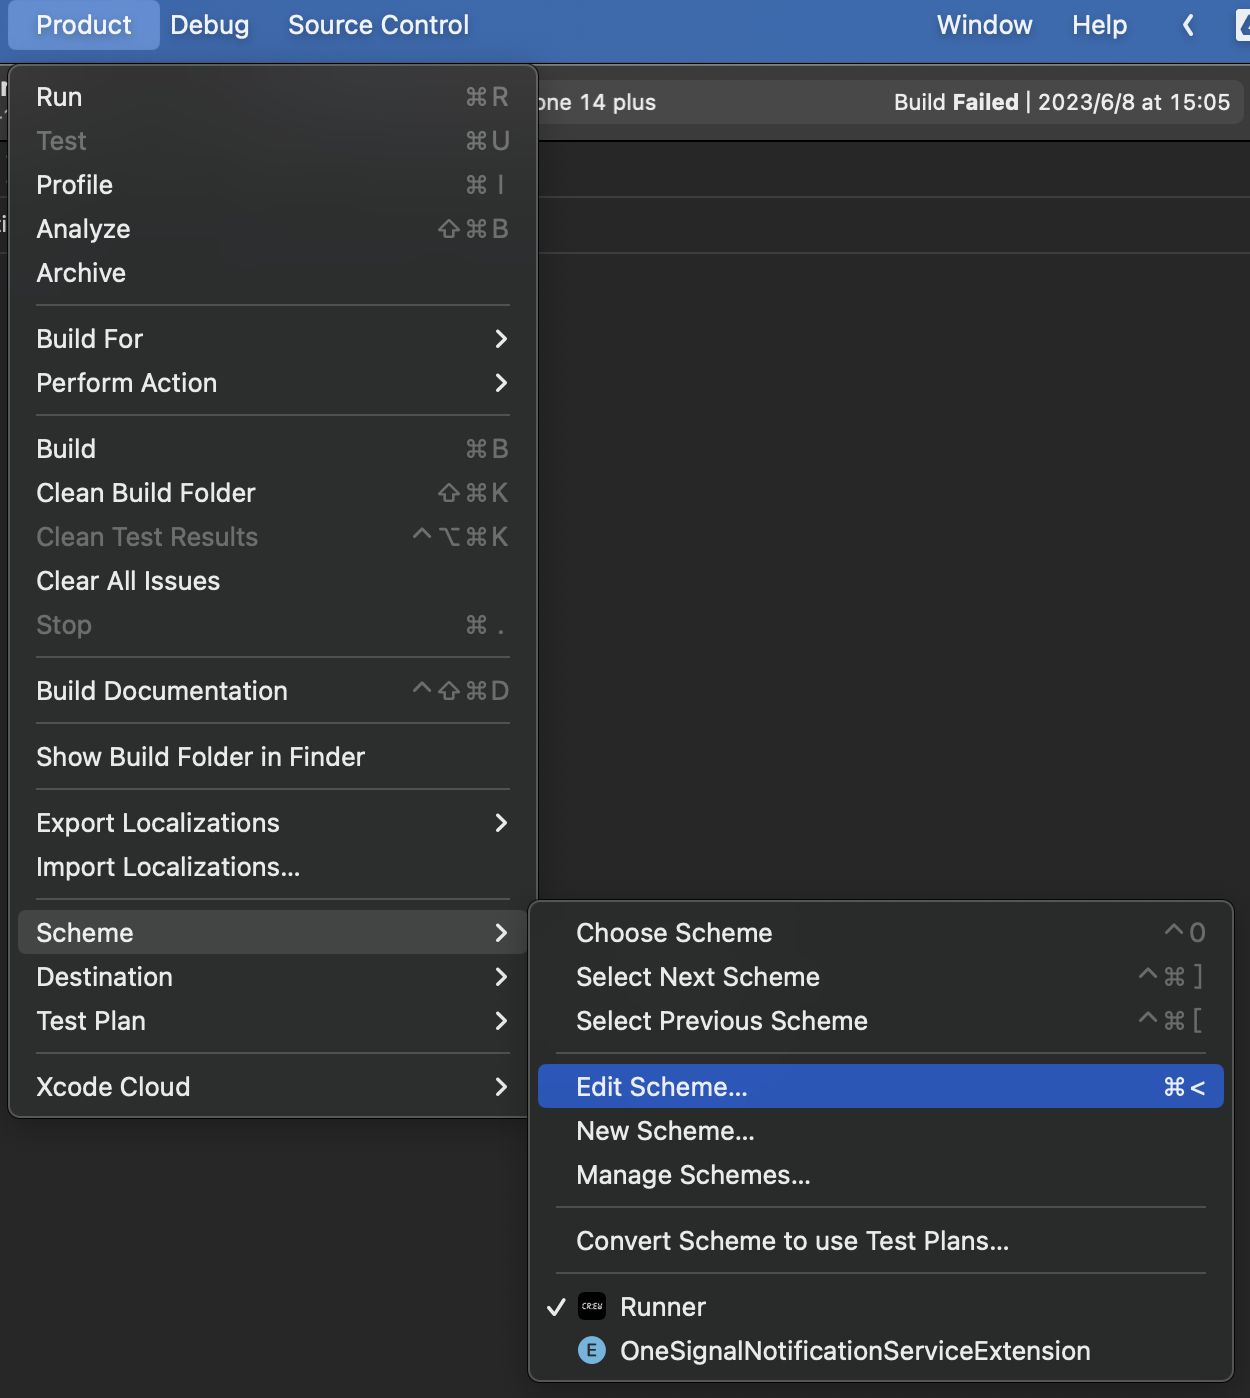 Product Debug Source Control Window Help
one 14 plus Build Failed | 2023/6/8 at 15:05
Run ⌘R
Test ⌘U
Profile ⌘I
Analyze ⇧⌘B
Archive
Build For
Perform Action
Build ⌘B
Clean Build Folder ⇧⌘K
Clean Test Results ^⌥⌘K
Clear All Issues
Stop ⌘.
Build Documentation ^⇧⌘D
Show Build Folder in Finder
Export Localizations
Import Localizations...
Scheme
Destination
Test Plan
Xcode Cloud
Choose Scheme ^0
Select Next Scheme ^⌘]
Select Previous Scheme ^⌘[
Edit Scheme... ⌘<
New Scheme...
Manage Schemes...
Convert Scheme to use Test Plans...
CREW Runner
E OneSignalNotificationServiceExtension